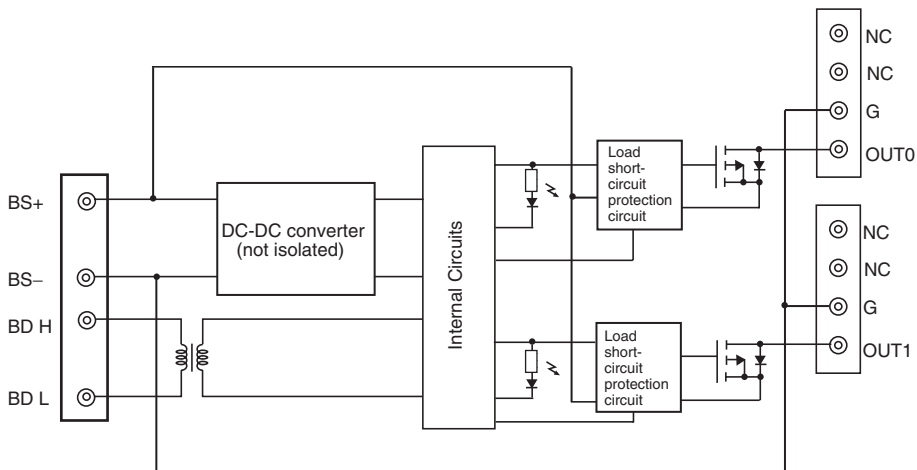 BS+
BS–
BD H
BD L
DC-DC converter
(not isolated)
Internal Circuits
Load
short-
circuit
protection
circuit
Load
short-
circuit
protection
circuit
NC
NC
G
OUT0
NC
NC
G
OUT1